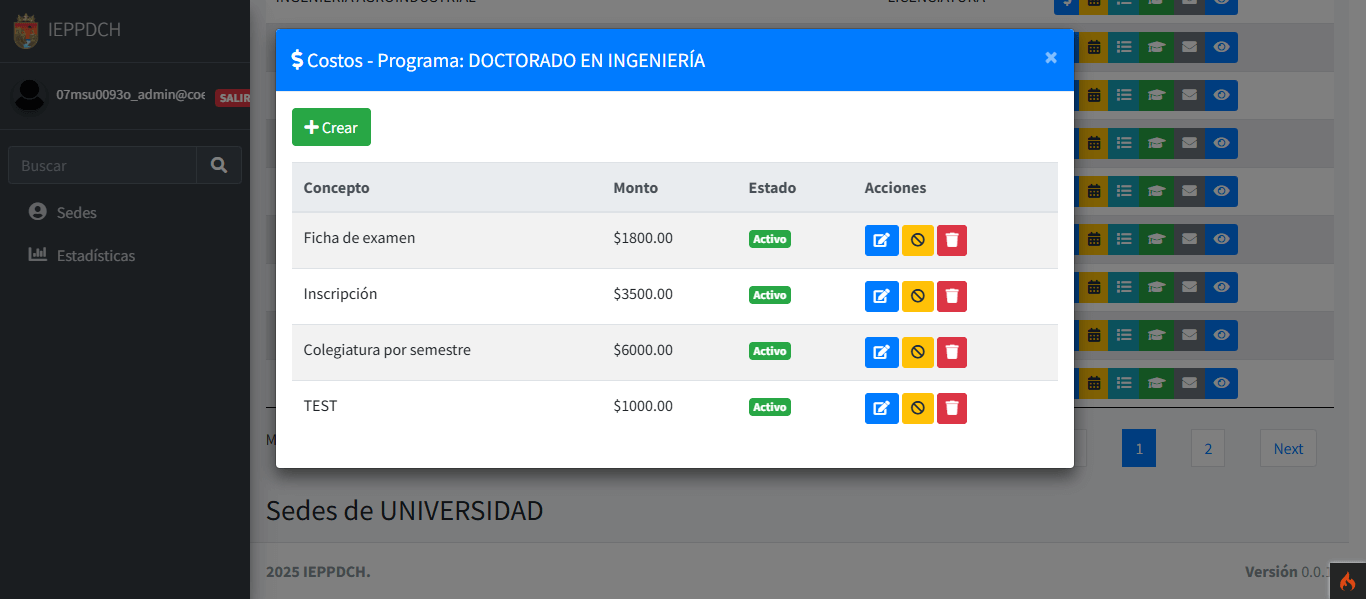 IEPPDCH
07msu0093o_admin@coe
SALIR
Buscar
Sedes
Estadísticas
LICENCIATURA
Costos - Programa: DOCTORADO EN INGENIERÍA
×
Crear
Concepto Monto Estado Acciones
Ficha de examen $1800.00 Activo
Inscripción $3500.00 Activo
Colegiatura por semestre $6000.00 Activo
TEST $1000.00 Activo
M
1 2 Next
Sedes de UNIVERSIDAD
2025 IEPPDCH.
Versión 0.0.